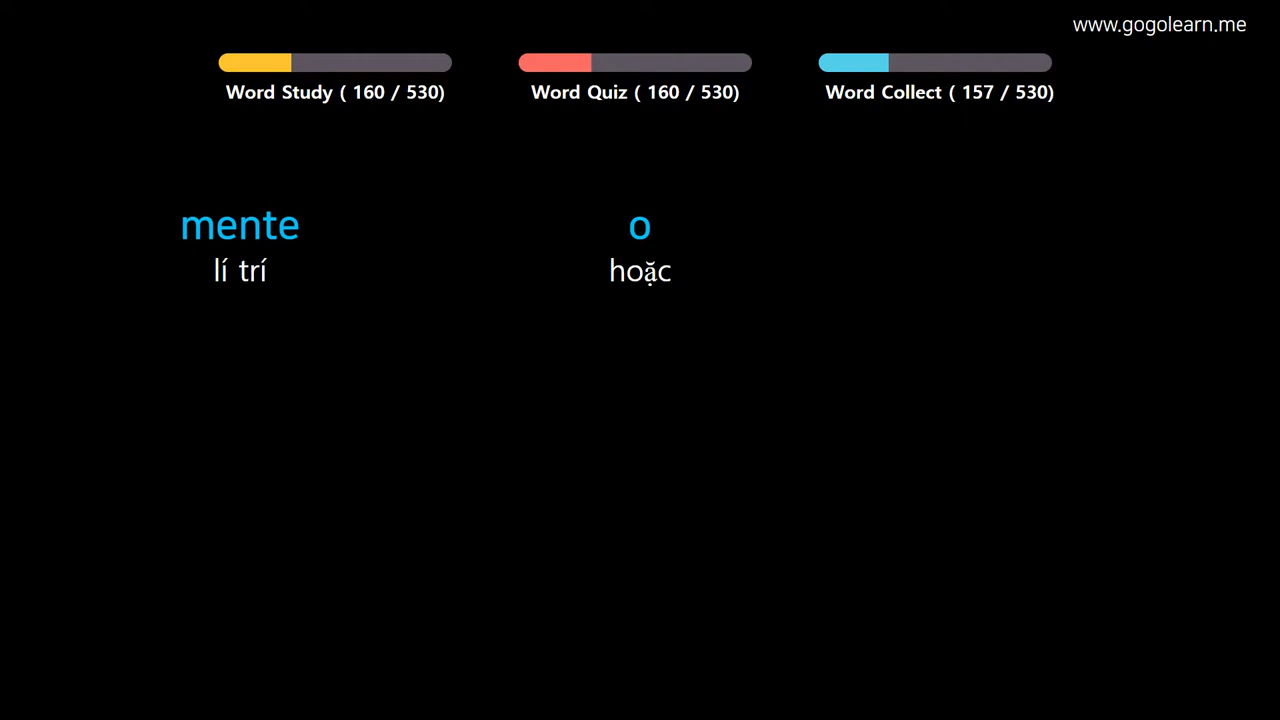 www.gogolearn.me
Word Study ( 160 / 530)
Word Quiz ( 160 / 530)
Word Collect ( 157 / 530)
mente
lí trí
o
hoặc